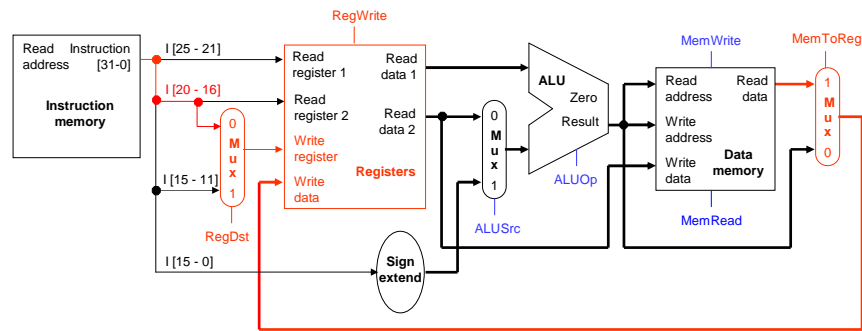 RegWrite
Read Instruction
address [31-0]
Instruction
memory
I [25 - 21]
I [20 - 16]
I [15 - 11]
I [15 - 0]
0
M
u
x
1
RegDst
Read
register 1
Read
data 1
Read
register 2
Read
data 2
Write
register
Write
data
Registers
Sign
extend
0
M
u
x
1
ALUSrc
ALU
Zero
Result
ALUOp
MemWrite
Read
address
Read
data
Write
address
Write
data
Data
memory
MemRead
MemToReg
1
M
u
x
0